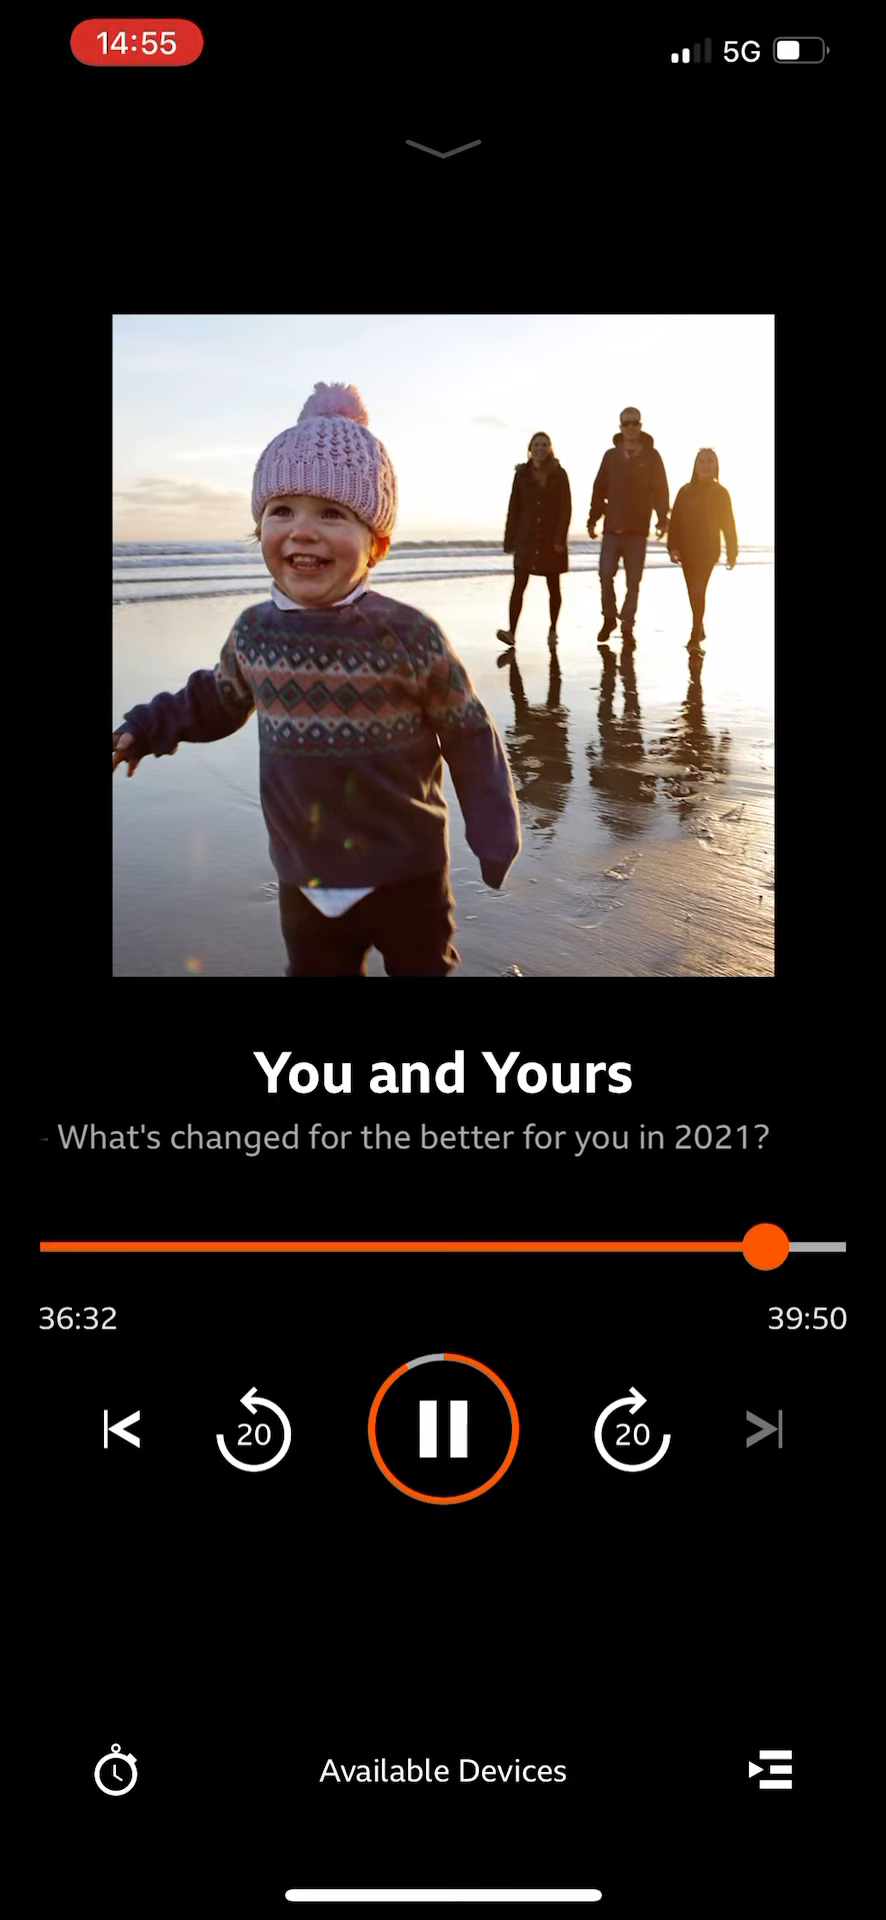 14:55
5G
You and Yours
- What's changed for the better for you in 2021?
36:32
39:50
20
20
Available Devices